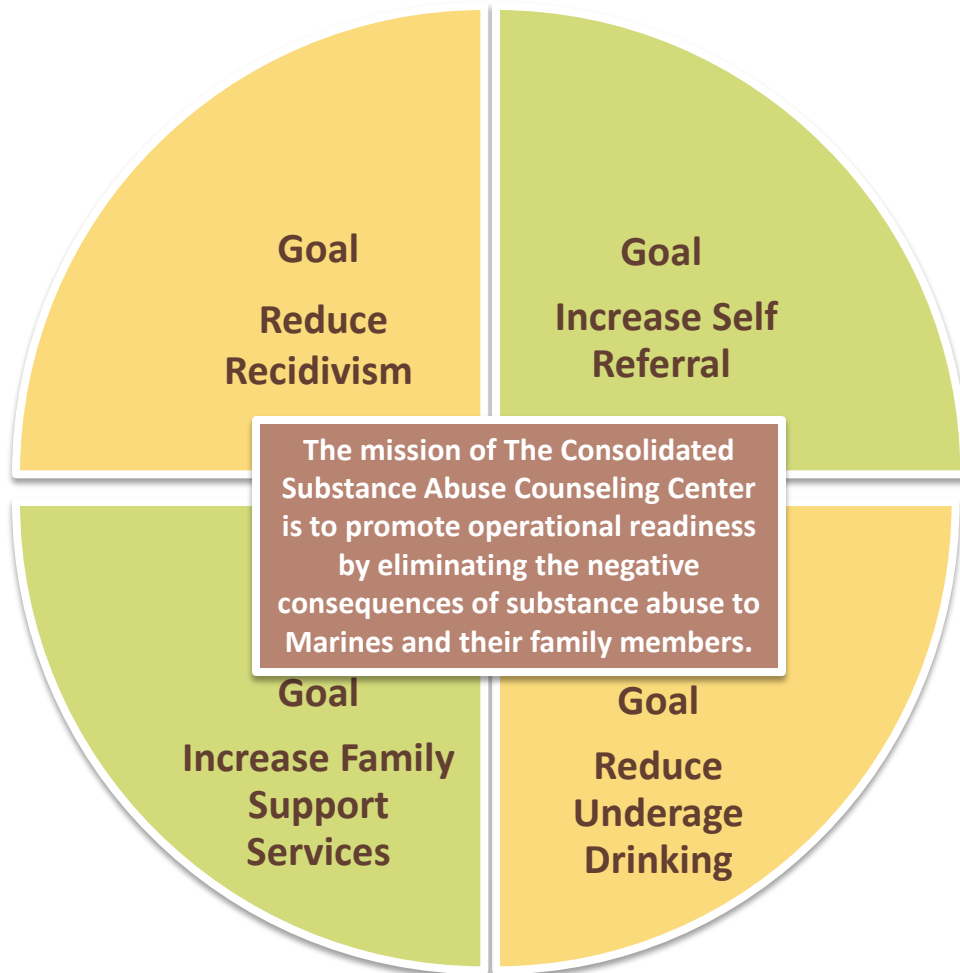 Goal
Reduce
Recidivism
Goal
Increase Self
Referral
The mission of The Consolidated
Substance Abuse Counseling Center
is to promote operational readiness
by eliminating the negative
consequences of substance abuse to
Marines and their family members.
Goal
Increase Family
Support
Services
Goal
Reduce
Underage
Drinking